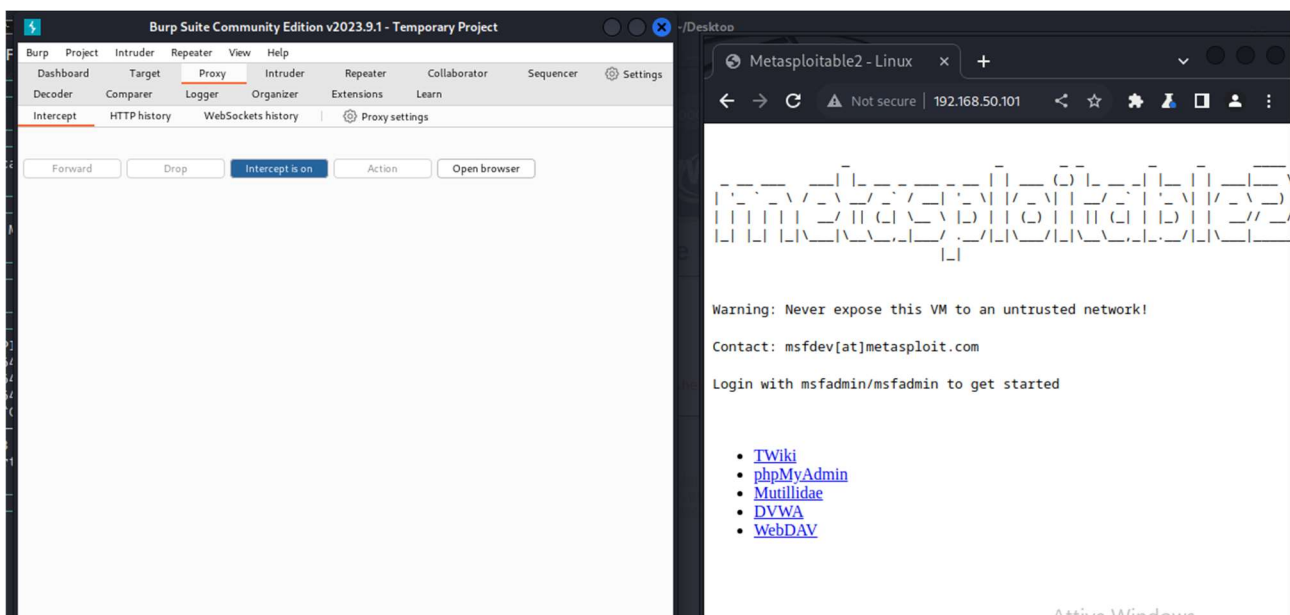 Burp Suite Community Edition v2023.9.1 - Temporary Project
Burp Project Intruder Repeater View Help
Dashboard Target Proxy Intruder Repeater Collaborator Sequencer Settings
Decoder Comparer Logger Organizer Extensions Learn
Intercept HTTP history WebSockets history Proxy settings
Forward Drop Intercept is on Action Open browser
-/Desktop
Metasploitable2 - Linux
Not secure 192.168.50.101
metasploitable2
Warning: Never expose this VM to an untrusted network!
Contact: msfdev[at]metasploit.com
Login with msfadmin/msfadmin to get started
TWiki
phpMyAdmin
Mutillidae
DVWA
WebDAV